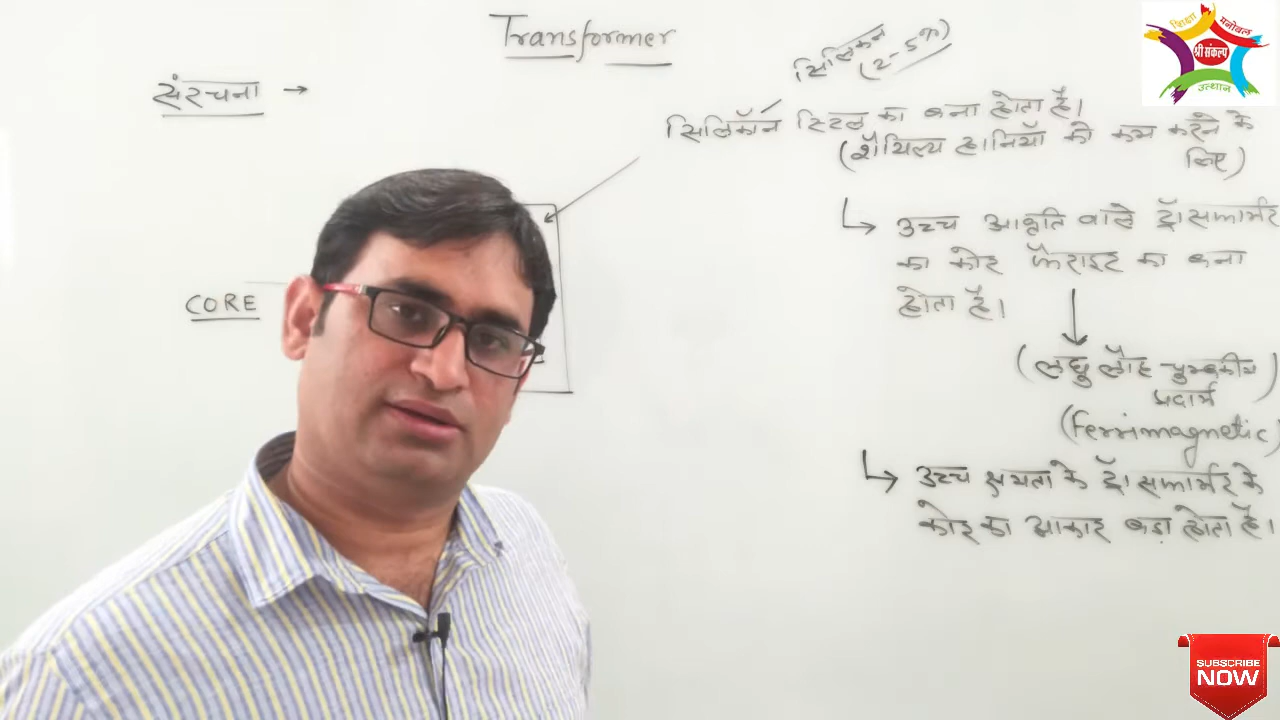 Transformer
संरचना →
सिलिकन
(2-5%)
सिलिकॉन स्टिल का बना होता है।
(शैथिल्य हानियाँ को कम करने के
लिए)
उच्च आवृति वाले ट्रॉसफार्मर
का कोर फेराइट का बना
होता है।
CORE
(लघु लौह-चुम्बकीय)
पदार्थ
(Ferrimagnetic)
उच्च क्षमता के ट्रॉसफार्मर के
कोर का आकार बड़ा होता है।
शिक्षा
मनोबल
श्री संकल्प
उत्थान
SUBSCRIBE
NOW